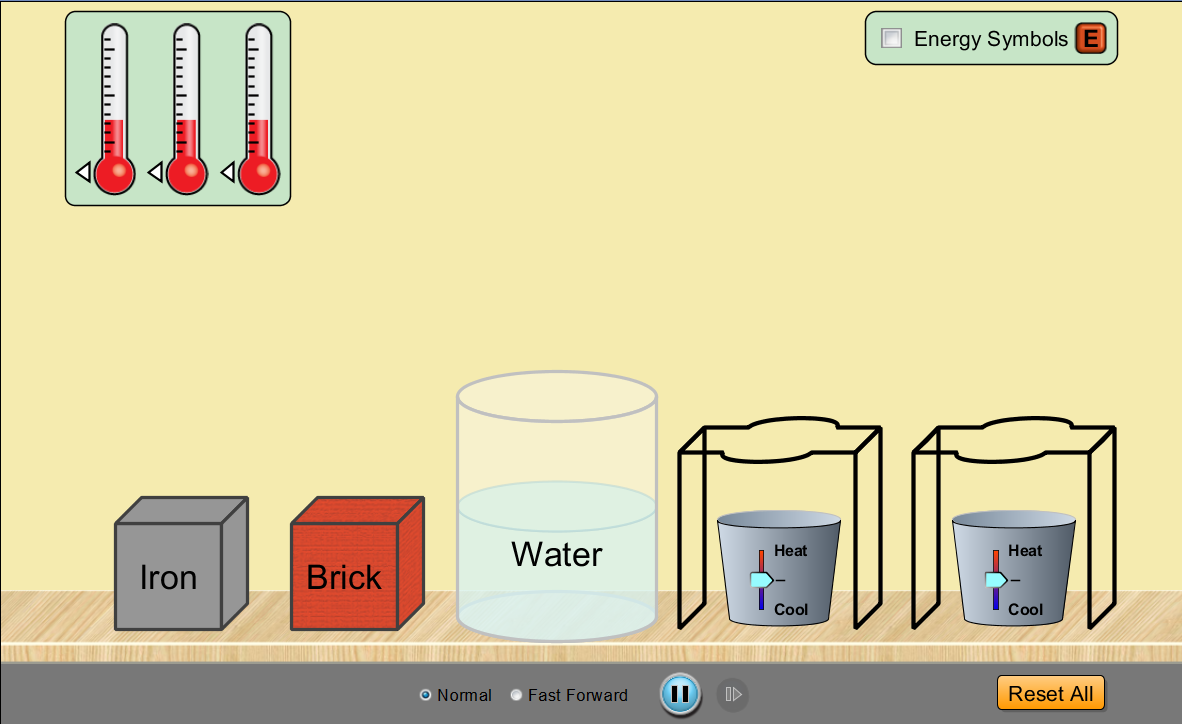 Energy Symbols E
Iron
Brick
Water
Heat
Cool
Heat
Cool
Normal
Fast Forward
Reset All